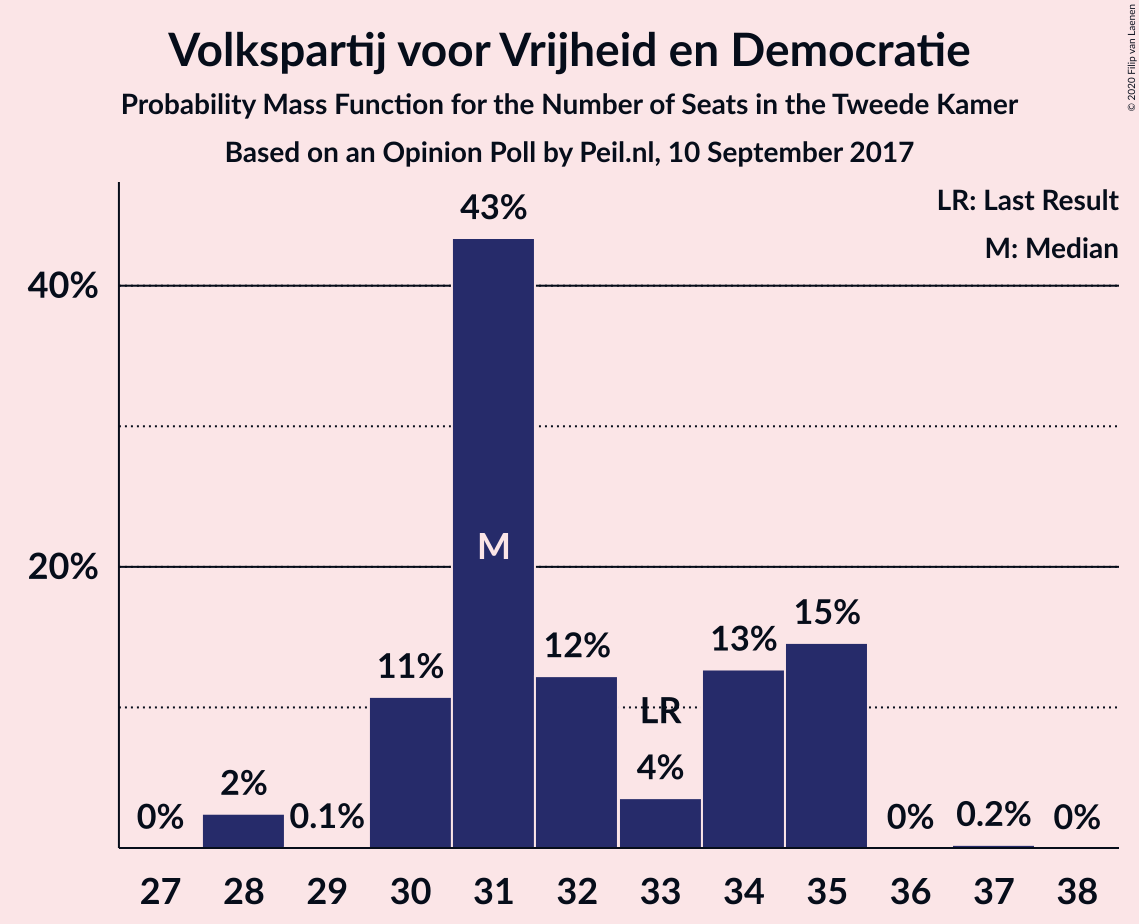 Volkspartij voor Vrijheid en Democratie
Probability Mass Function for the Number of Seats in the Tweede Kamer
Based on an Opinion Poll by Peil.nl, 10 September 2017
© 2020 Filip van Laenen
LR: Last Result
M: Median
43%
40%
M
20%
15%
13%
12%
11%
LR
4%
2%
0%
0.1%
0%
0.2%
0%
27 28 29 30 31 32 33 34 35 36 37 38